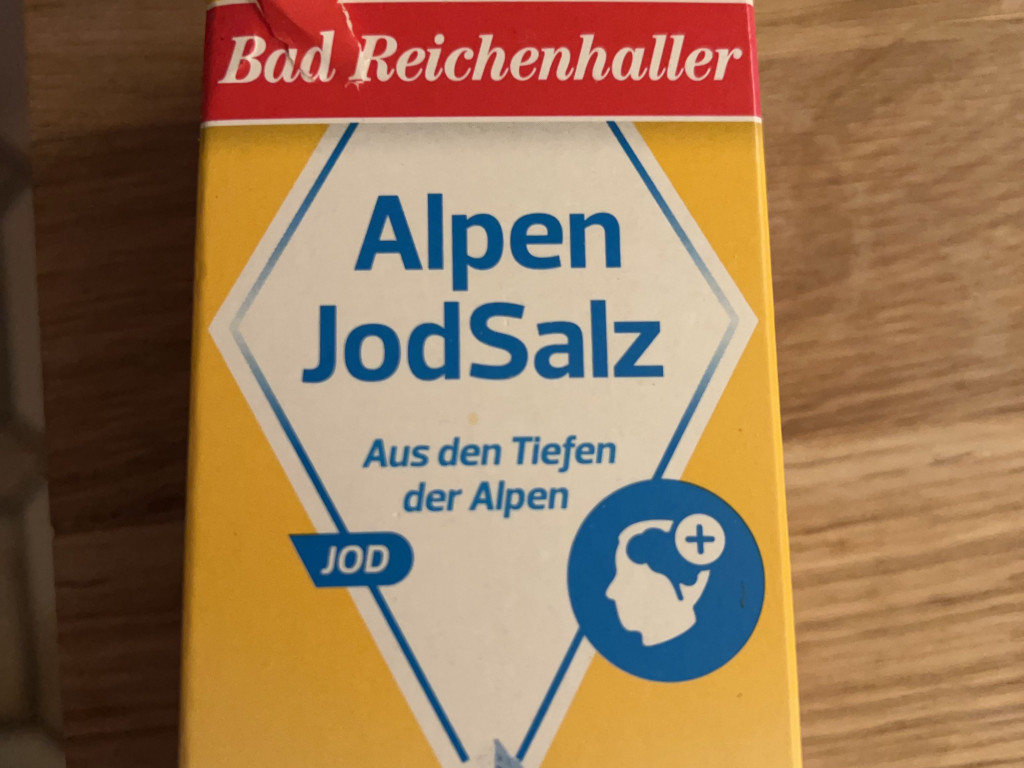 Bad Reichenhaller
Alpen
JodSalz
Aus den Tiefen
der Alpen
JOD